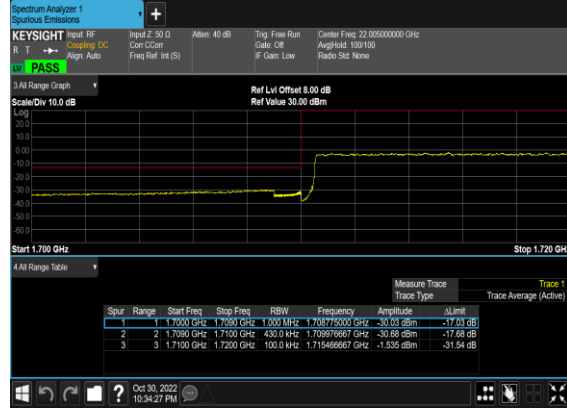 Spectrum Analyzer 1
Spurious Emissions
KEYSIGHT Input: RF Input Z: 50 Ω Atten: 40 dB Trig: Free Run Center Freq: 22.005000000 GHz
R T Coupling: DC Corr CCorr Gate: Off Avg|Hold: 100/100
Align: Auto Freq Ref: Int (S) IF Gain: Low Radio Std: None
PASS
3 All Range Graph
Ref Lvl Offset 8.00 dB
Scale/Div 10.0 dB Ref Value 30.00 dBm
Log
20.0
10.0
0.00
-10.0
-20.0
-30.0
-40.0
-50.0
-60.0
Start 1.700 GHz Stop 1.720 GH
4 All Range Table
Measure Trace Trace 1
Trace Type Trace Average (Active)
Spur Range Start Freq Stop Freq RBW Frequency Amplitude ΔLimit
1 1 1.7000 GHz 1.7090 GHz 1.000 MHz 1.708775000 GHz -30.03 dBm -17.03 dB
2 2 1.7090 GHz 1.7100 GHz 430.0 kHz 1.709976667 GHz -30.68 dBm -17.68 dB
3 3 1.7100 GHz 1.7200 GHz 100.0 kHz 1.715466667 GHz -1.535 dBm -31.54 dB
Oct 30, 2022
10:34:27 PM